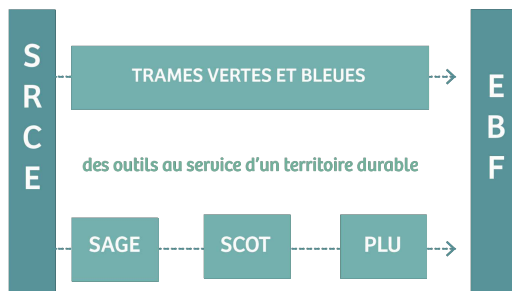 SRCE
TRAMES VERTES ET BLEUES
EBF
des outils au service d'un territoire durable
SAGE
SCOT
PLU